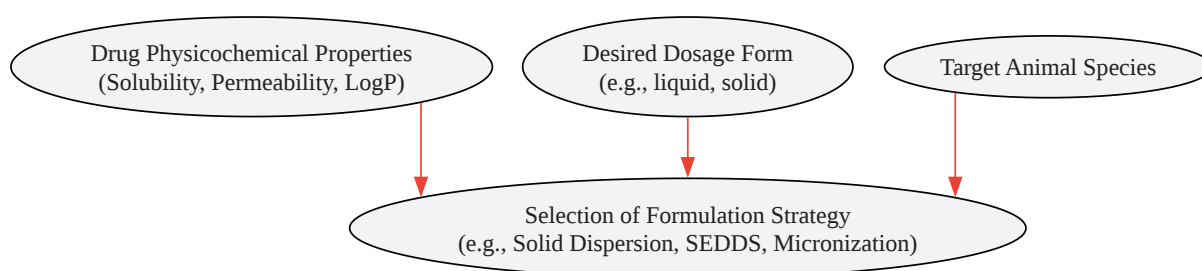 Drug Physicochemical Properties
(Solubility, Permeability, LogP)
Desired Dosage Form
(e.g., liquid, solid)
Target Animal Species
Selection of Formulation Strategy
(e.g., Solid Dispersion, SEDDS, Micronization)